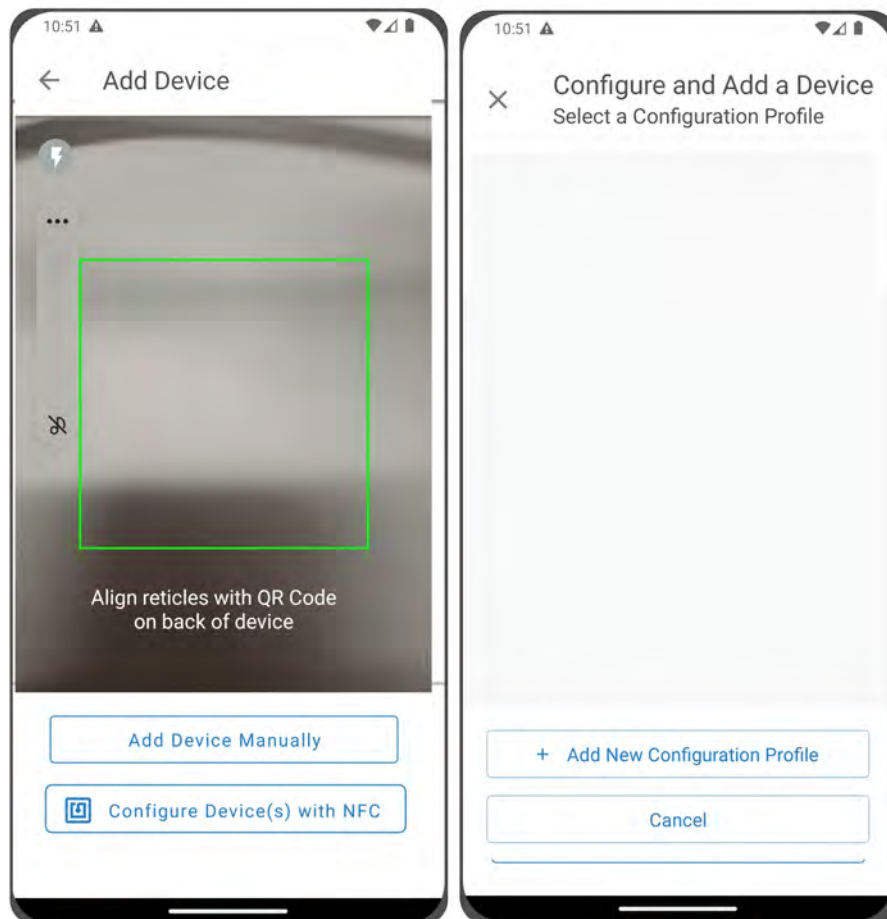 10:51
Add Device
Align reticles with QR Code
on back of device
Add Device Manually
Configure Device(s) with NFC
10:51
Configure and Add a Device
Select a Configuration Profile
+ Add New Configuration Profile
Cancel